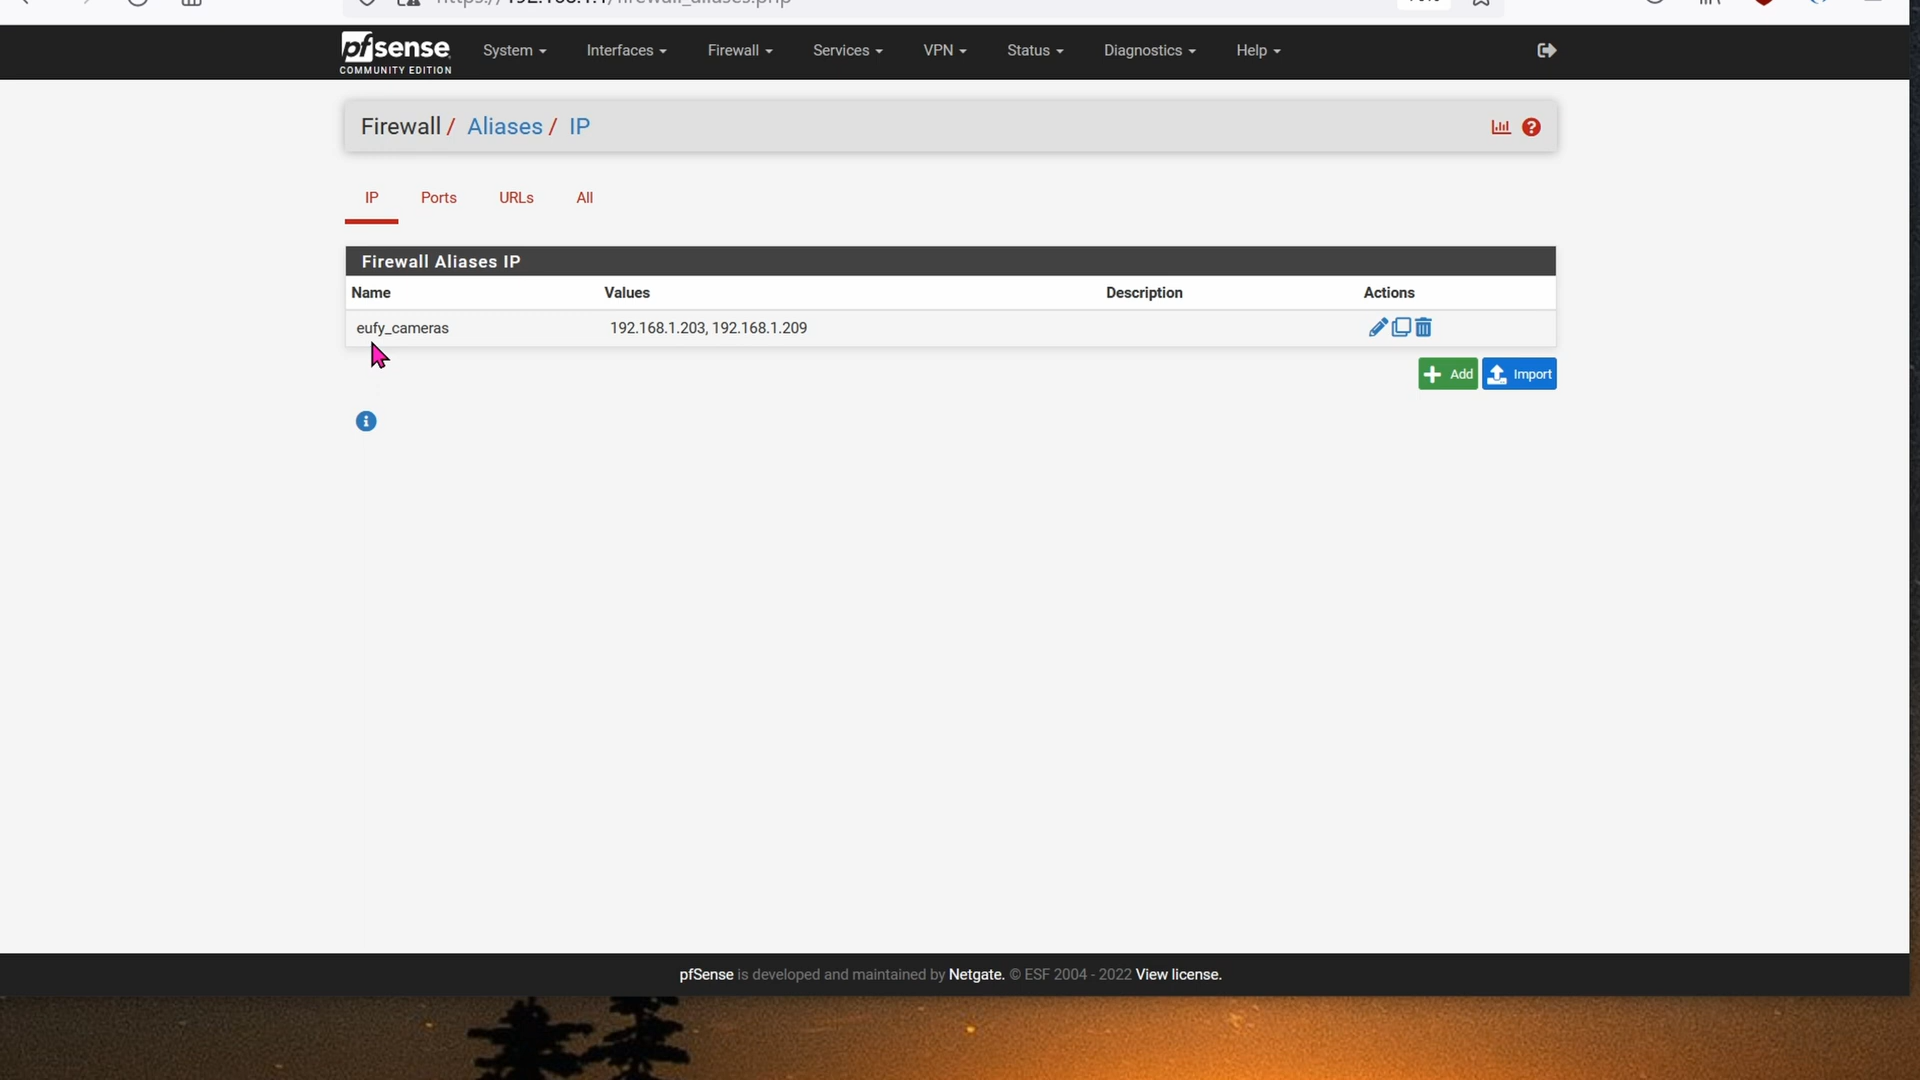 pfsense
COMMUNITY EDITION
System
Interfaces
Firewall
Services
VPN
Status
Diagnostics
Help
Firewall / Aliases / IP
IP
Ports
URLs
All
Firewall Aliases IP
Name Values Description Actions
eufy_cameras 192.168.1.203, 192.168.1.209
Add
Import
pfSense is developed and maintained by Netgate. © ESF 2004 - 2022 View license.